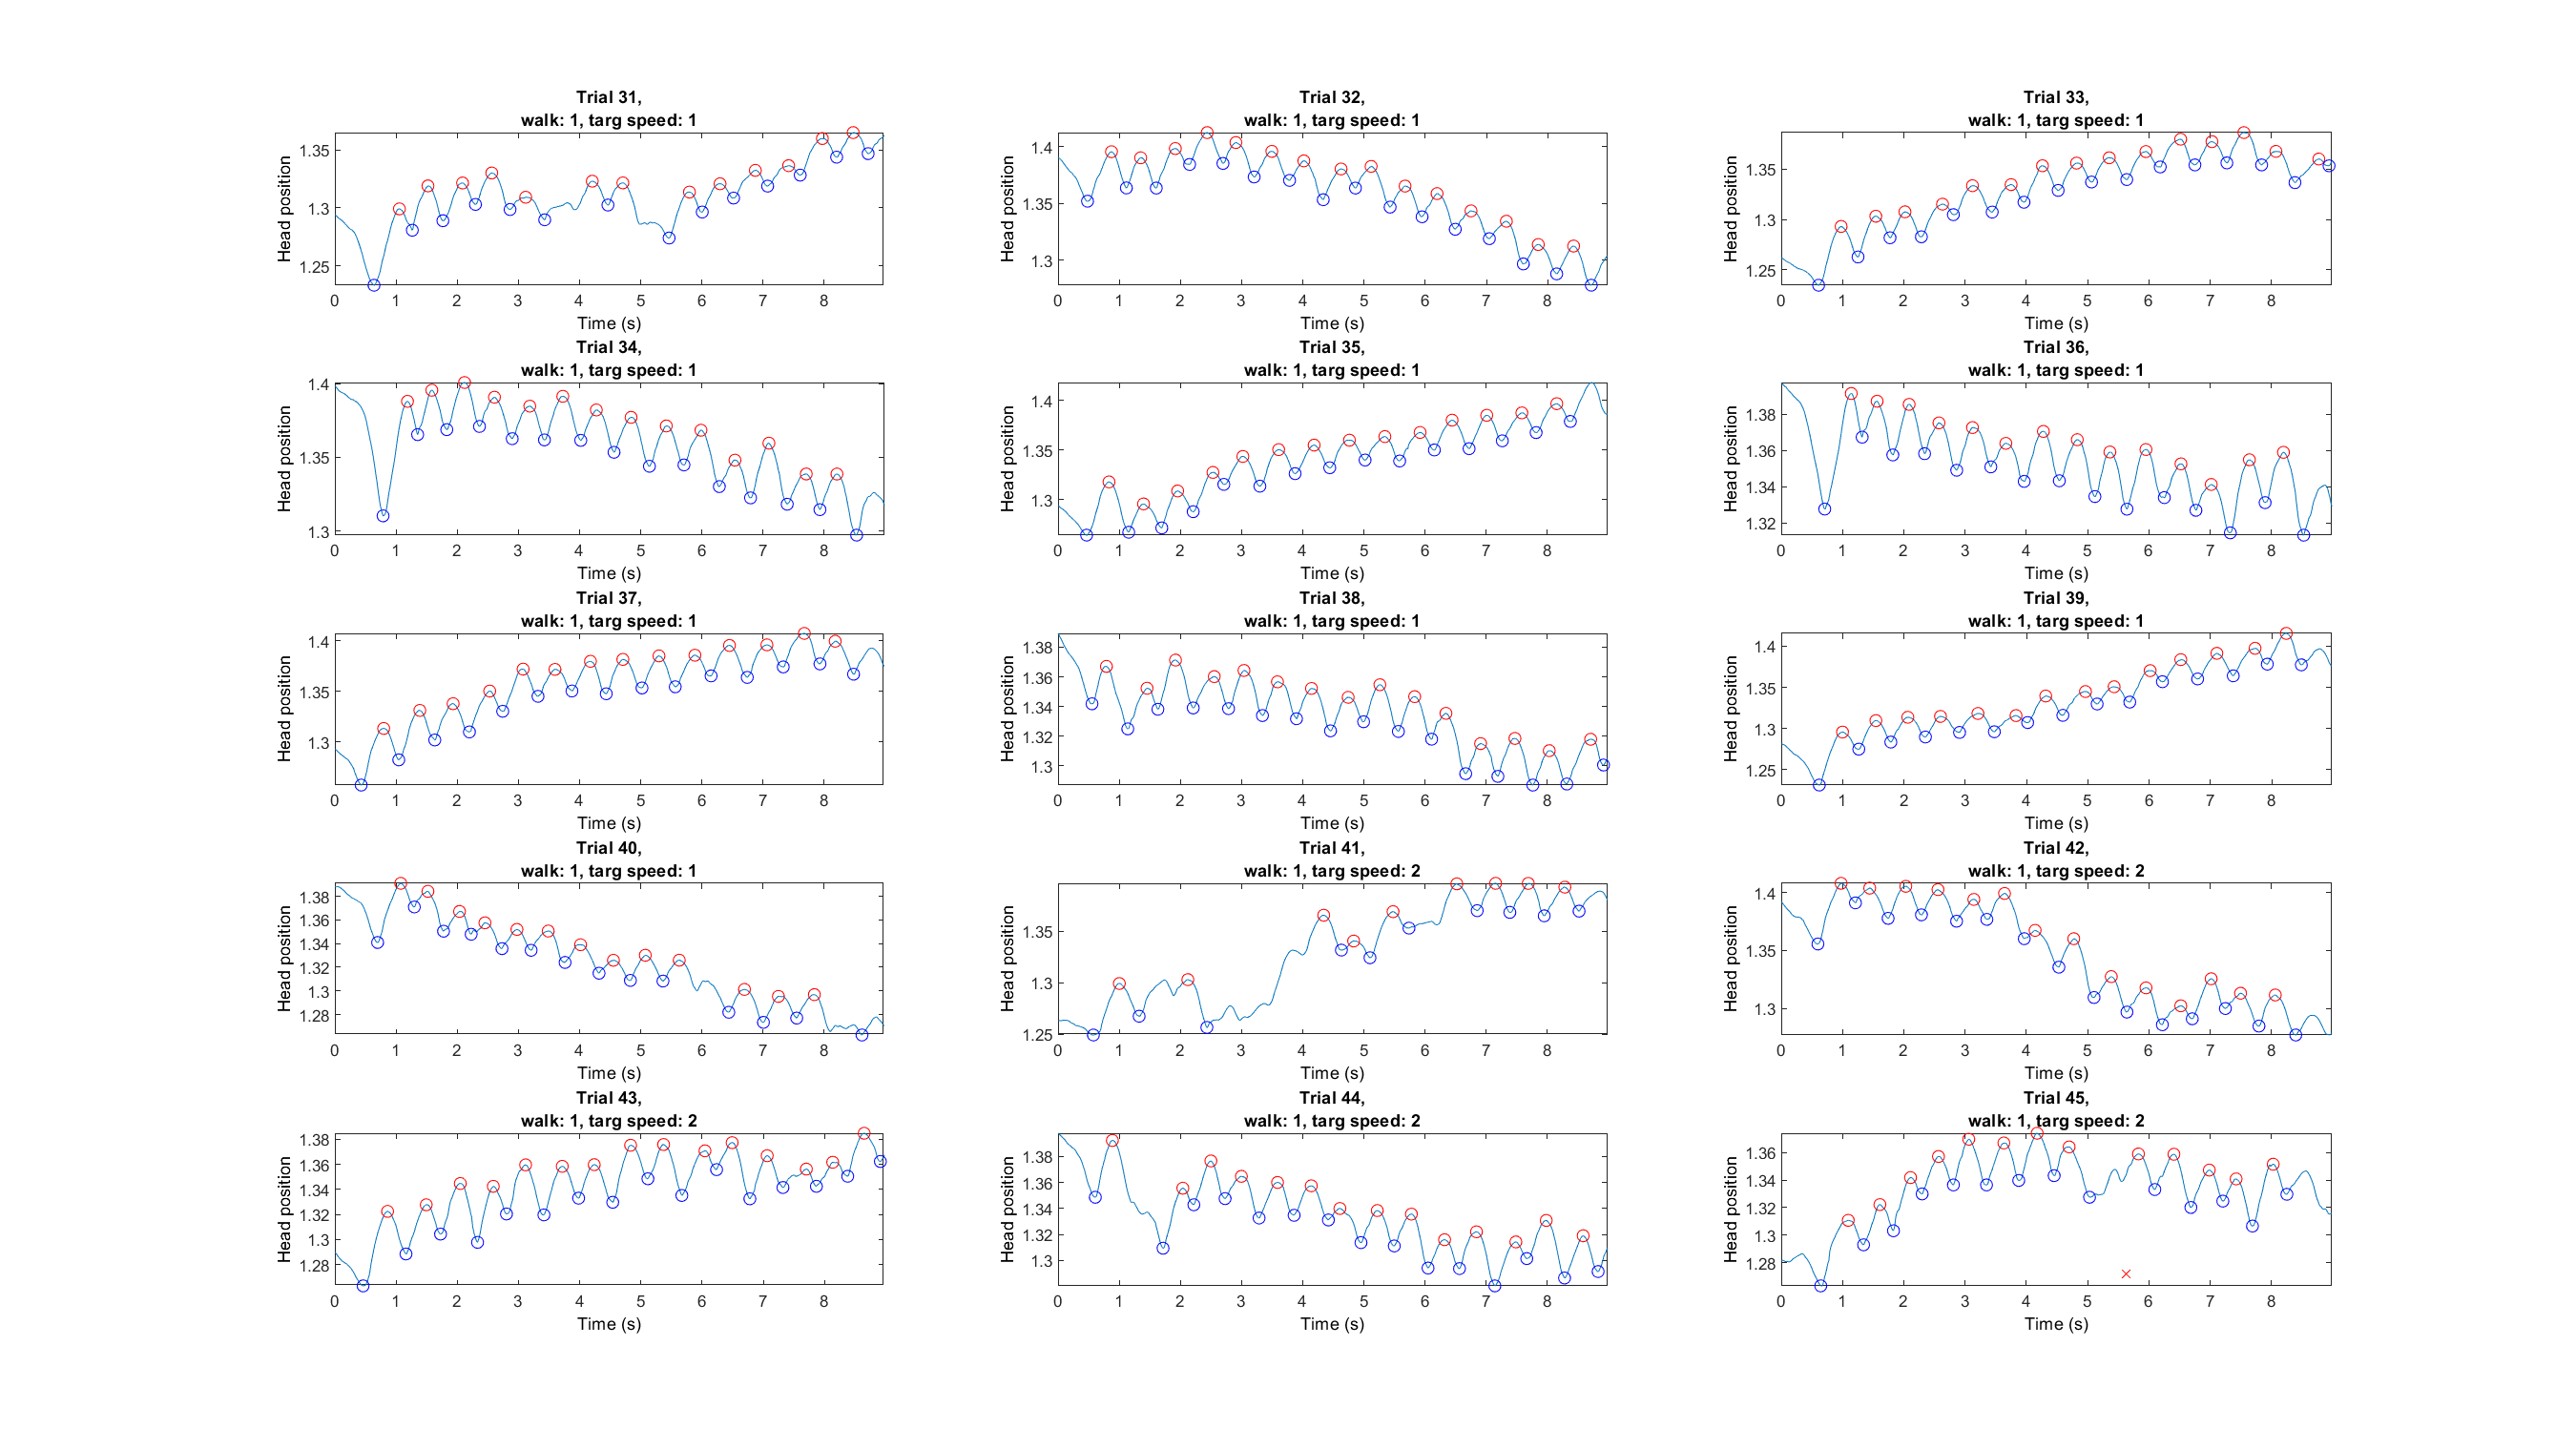 Trial 31,
walk: 1, targ speed: 1
Head position
1.35
1.3
1.25
0 1 2 3 4 5 6 7 8
Time (s)
Trial 32,
walk: 1, targ speed: 1
Head position
1.4
1.35
1.3
0 1 2 3 4 5 6 7 8
Time (s)
Trial 33,
walk: 1, targ speed: 1
Head position
1.35
1.3
1.25
0 1 2 3 4 5 6 7 8
Time (s)
Trial 34,
walk: 1, targ speed: 1
Head position
1.4
1.35
1.3
0 1 2 3 4 5 6 7 8
Time (s)
Trial 35,
walk: 1, targ speed: 1
Head position
1.4
1.35
1.3
0 1 2 3 4 5 6 7 8
Time (s)
Trial 36,
walk: 1, targ speed: 1
Head position
1.38
1.36
1.34
1.32
0 1 2 3 4 5 6 7 8
Time (s)
Trial 37,
walk: 1, targ speed: 1
Head position
1.4
1.35
1.3
0 1 2 3 4 5 6 7 8
Time (s)
Trial 38,
walk: 1, targ speed: 1
Head position
1.38
1.36
1.34
1.32
1.3
0 1 2 3 4 5 6 7 8
Time (s)
Trial 39,
walk: 1, targ speed: 1
Head position
1.4
1.35
1.3
1.25
0 1 2 3 4 5 6 7 8
Time (s)
Trial 40,
walk: 1, targ speed: 1
Head position
1.38
1.36
1.34
1.32
1.3
1.28
0 1 2 3 4 5 6 7 8
Time (s)
Trial 41,
walk: 1, targ speed: 2
Head position
1.35
1.3
1.25
0 1 2 3 4 5 6 7 8
Time (s)
Trial 42,
walk: 1, targ speed: 2
Head position
1.4
1.35
1.3
0 1 2 3 4 5 6 7 8
Time (s)
Trial 43,
walk: 1, targ speed: 2
Head position
1.38
1.36
1.34
1.32
1.3
1.28
0 1 2 3 4 5 6 7 8
Time (s)
Trial 44,
walk: 1, targ speed: 2
Head position
1.38
1.36
1.34
1.32
1.3
0 1 2 3 4 5 6 7 8
Time (s)
Trial 45,
walk: 1, targ speed: 2
Head position
1.36
1.34
1.32
1.3
1.28
0 1 2 3 4 5 6 7 8
Time (s)